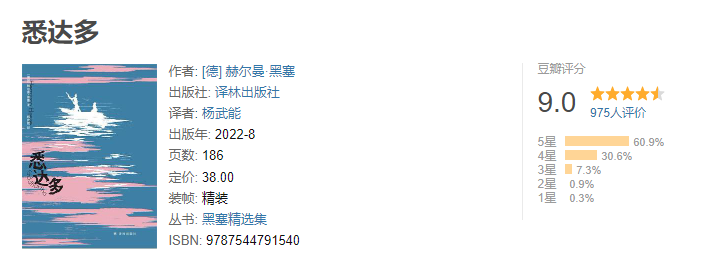 悉达多
作者: [德] 赫尔曼·黑塞
出版社: 译林出版社
译者: 杨武能
出版年: 2022-8
页数: 186
定价: 38.00
装帧: 精装
丛书: 黑塞精选集
ISBN: 9787544791540
悉达多
豆瓣评分
9.0
975人评价
5星 60.9%
4星 30.6%
3星 7.3%
2星 0.9%
1星 0.3%